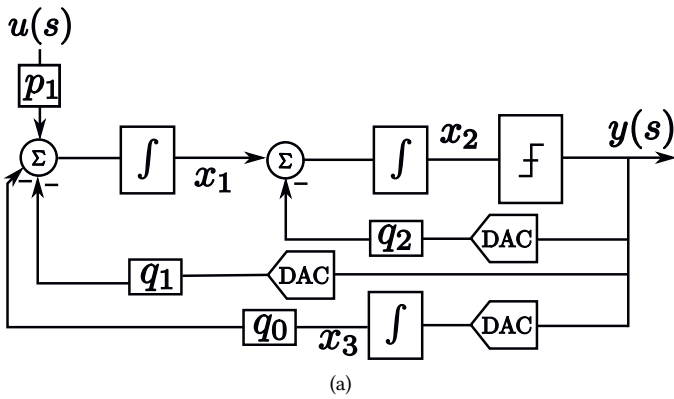 u(s)
p₁
Σ ∫ x₁ Σ ∫ x₂ y(s)
− − −
q₂ DAC
q₁ DAC
q₀ x₃ ∫ DAC
(a)